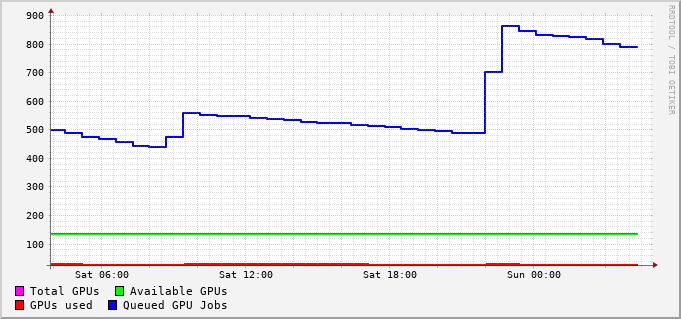 900
800
700
600
500
400
300
200
100
Sat 06:00 Sat 12:00 Sat 18:00 Sun 00:00
Total GPUs Available GPUs
GPUs used Queued GPU Jobs
RRDTOOL / TOBI OETIKER